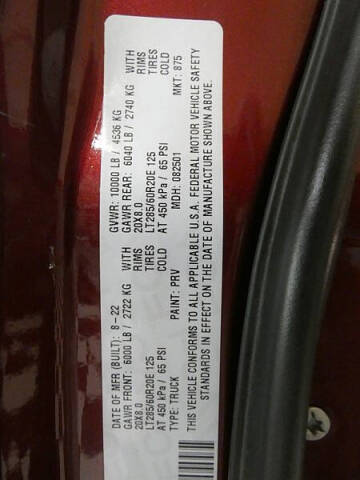 DATE OF MFR (BUILT): 8-22 GVWR: 10000 LB / 4536 KG
GAWR FRONT: 6000 LB / 2722 KG WITH GAWR REAR: 6040 LB / 2740 KG WITH
20X8.0 RIMS 20X8.0 RIMS
LT285/60R20E 125 TIRES LT285/60R20E 125 TIRES
AT 450 kPa / 65 PSI COLD AT 450 kPa / 65 PSI COLD
TYPE: TRUCK PAINT: PRV MDH: 082501 MKT: 875
THIS VEHICLE CONFORMS TO ALL APPLICABLE U.S.A. FEDERAL MOTOR VEHICLE SAFETY
STANDARDS IN EFFECT ON THE DATE OF MANUFACTURE SHOWN ABOVE.